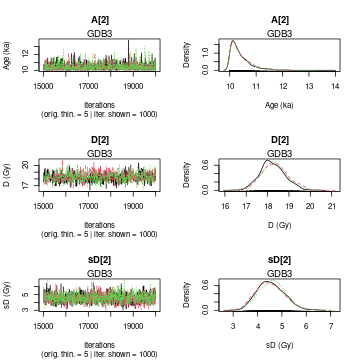 A[2]
GDB3
Age (ka)
10
12
15000
17000
19000
Iterations
(orig. thin. = 5 | iter. shown = 1000)
A[2]
GDB3
Density
0.0
1.0
10
11
12
13
14
Age (ka)
D[2]
GDB3
D (Gy)
17
20
15000
17000
19000
Iterations
(orig. thin. = 5 | iter. shown = 1000)
D[2]
GDB3
Density
0.0
0.6
16
17
18
19
20
21
D (Gy)
sD[2]
GDB3
sD (Gy)
3
5
15000
17000
19000
Iterations
(orig. thin. = 5 | iter. shown = 1000)
sD[2]
GDB3
Density
0.0
0.6
3
4
5
6
7
sD (Gy)